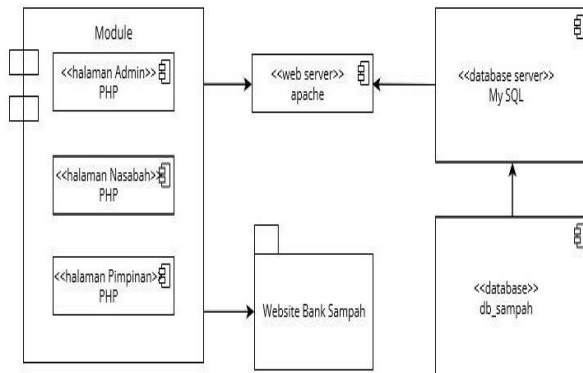 Module
<<halaman Admin>>
PHP
<<halaman Nasabah>>
PHP
<<halaman Pimpinan>>
PHP
<<web server>>
apache
Website Bank Sampah
<<database server>>
My SQL
<<database>>
db_sampah